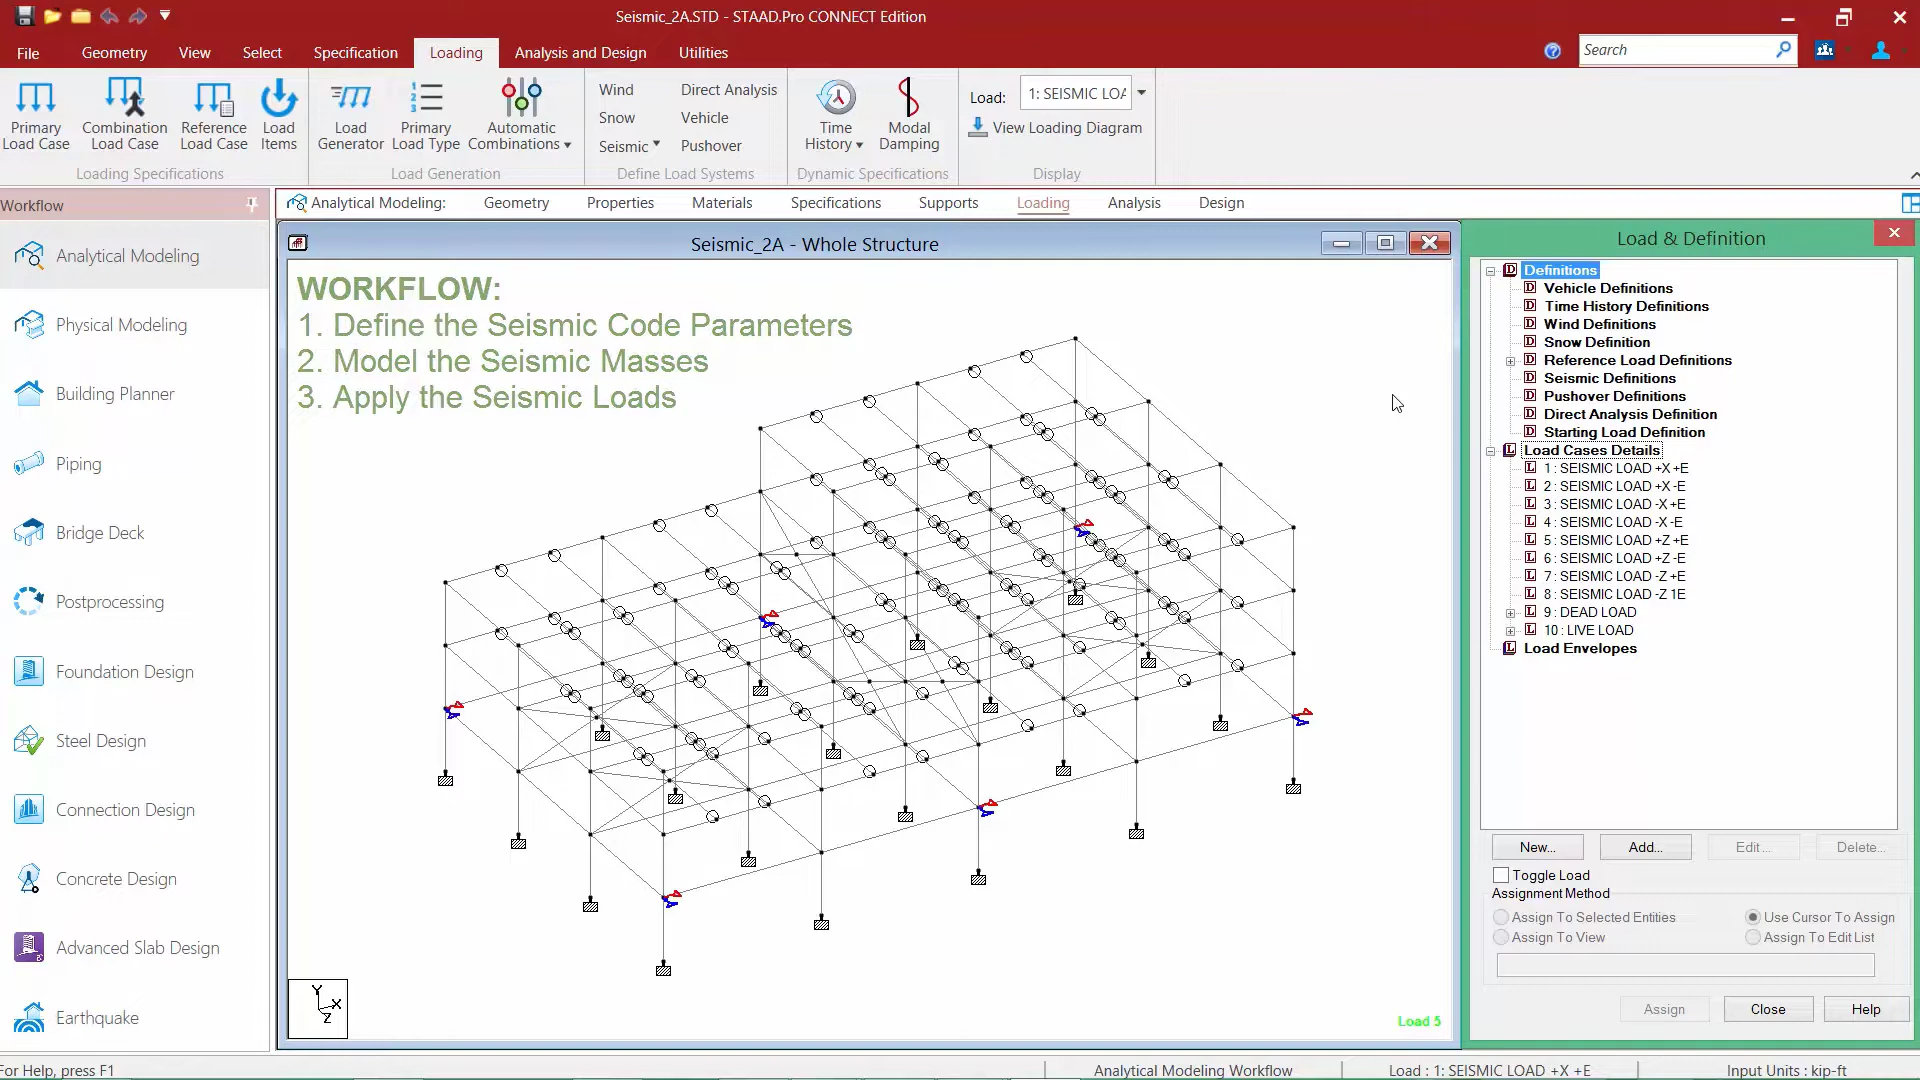 Seismic_2A.STD - STAAD.Pro CONNECT Edition
File Geometry View Select Specification Loading Analysis and Design Utilities Search
Primary Load Case
Combination Load Case
Reference Load Case
Load Items
Loading Specifications
Load Generator
Primary Load Type
Automatic Combinations
Load Generation
Wind
Snow
Seismic
Direct Analysis
Vehicle
Pushover
Define Load Systems
Time History
Modal Damping
Dynamic Specifications
Load: 1: SEISMIC LOA
View Loading Diagram
Display
Workflow
Analytical Modeling: Geometry Properties Materials Specifications Supports Loading Analysis Design
Analytical Modeling
Physical Modeling
Building Planner
Piping
Bridge Deck
Postprocessing
Foundation Design
Steel Design
Connection Design
Concrete Design
Advanced Slab Design
Earthquake
Seismic_2A - Whole Structure
WORKFLOW:
1. Define the Seismic Code Parameters
2. Model the Seismic Masses
3. Apply the Seismic Loads
Y
X
Z
Load 5
Load & Definition
Definitions
Vehicle Definitions
Time History Definitions
Wind Definitions
Snow Definition
Reference Load Definitions
Seismic Definitions
Pushover Definitions
Direct Analysis Definition
Starting Load Definition
Load Cases Details
1 : SEISMIC LOAD +X +E
2 : SEISMIC LOAD +X -E
3 : SEISMIC LOAD -X +E
4 : SEISMIC LOAD -X -E
5 : SEISMIC LOAD +Z +E
6 : SEISMIC LOAD +Z -E
7 : SEISMIC LOAD -Z +E
8 : SEISMIC LOAD -Z 1E
9 : DEAD LOAD
10 : LIVE LOAD
Load Envelopes
New... Add... Edit... Delete...
Toggle Load
Assignment Method
Assign To Selected Entities Use Cursor To Assign
Assign To View Assign To Edit List
Assign Close Help
For Help, press F1 Analytical Modeling Workflow Load : 1: SEISMIC LOAD +X +E Input Units : kip-ft